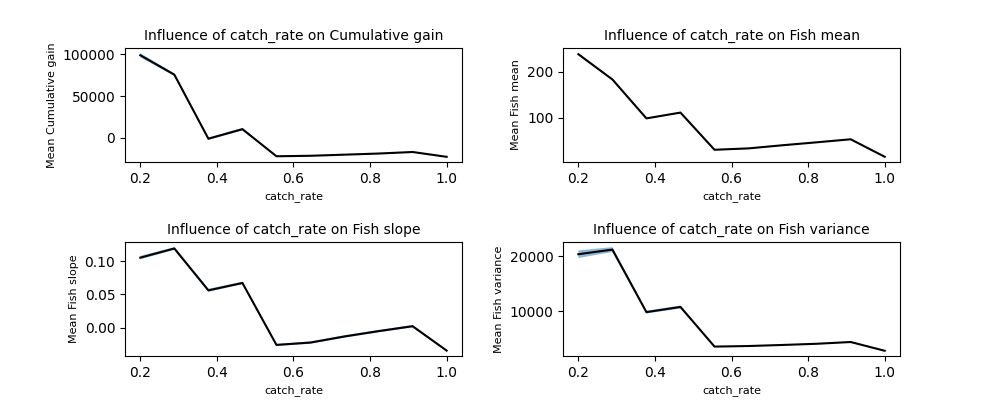 Influence of catch_rate on Cumulative gain
Mean Cumulative gain
100000
50000
0
0.2 0.4 0.6 0.8 1.0
catch_rate
Influence of catch_rate on Fish mean
Mean Fish mean
200
100
0.2 0.4 0.6 0.8 1.0
catch_rate
Influence of catch_rate on Fish slope
Mean Fish slope
0.10
0.05
0.00
0.2 0.4 0.6 0.8 1.0
catch_rate
Influence of catch_rate on Fish variance
Mean Fish variance
20000
10000
0.2 0.4 0.6 0.8 1.0
catch_rate